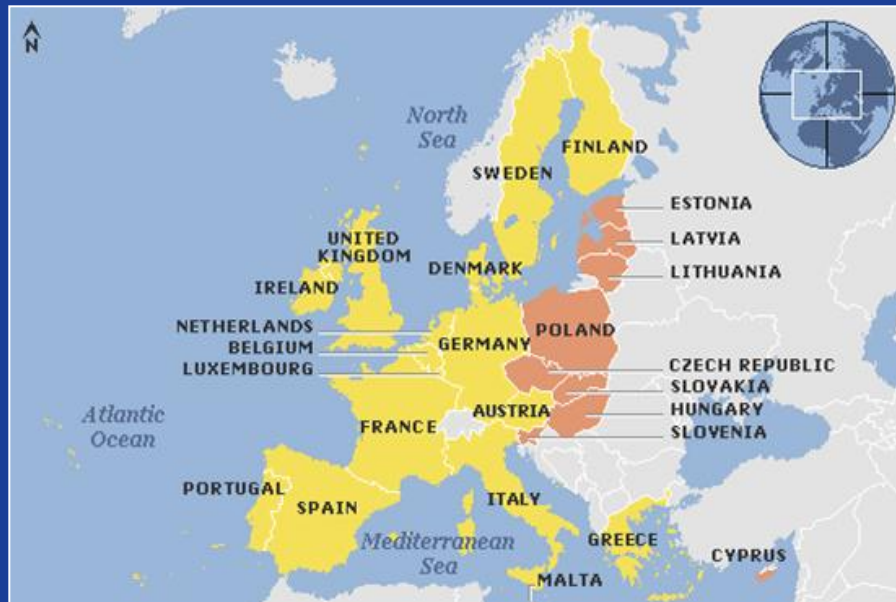 N
North
Sea
FINLAND
SWEDEN
ESTONIA
LATVIA
LITHUANIA
UNITED
KINGDOM
DENMARK
IRELAND
NETHERLANDS
BELGIUM
LUXEMBOURG
GERMANY
POLAND
CZECH REPUBLIC
SLOVAKIA
HUNGARY
SLOVENIA
AUSTRIA
FRANCE
Atlantic
Ocean
PORTUGAL
SPAIN
ITALY
Mediterranean
Sea
GREECE
CYPRUS
MALTA